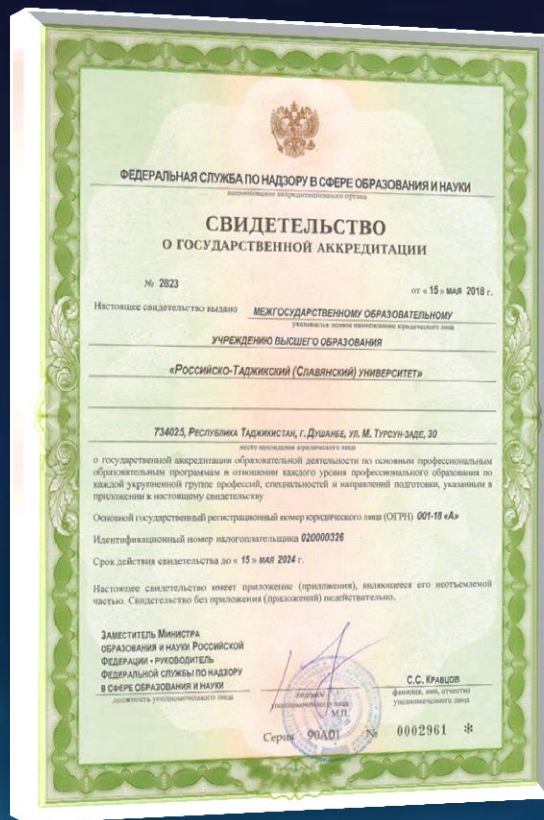 ФЕДЕРАЛЬНАЯ СЛУЖБА ПО НАДЗОРУ В СФЕРЕ ОБРАЗОВАНИЯ И НАУКИ
наименование аккредитационного органа
СВИДЕТЕЛЬСТВО
О ГОСУДАРСТВЕННОЙ АККРЕДИТАЦИИ
№ 2823 от « 15 » МАЯ 2018 г.
Настоящее свидетельство выдано МЕЖГОСУДАРСТВЕННОМУ ОБРАЗОВАТЕЛЬНОМУ
указывается полное наименование юридического лица
УЧРЕЖДЕНИЮ ВЫСШЕГО ОБРАЗОВАНИЯ
«РОССИЙСКО-ТАДЖИКСКИЙ (СЛАВЯНСКИЙ) УНИВЕРСИТЕТ»
734025, РЕСПУБЛИКА ТАДЖИКИСТАН, Г. ДУШАНБЕ, УЛ. М. ТУРСУН-ЗАДЕ, 30
место нахождения юридического лица
о государственной аккредитации образовательной деятельности по основным профессиональным
образовательным программам в отношении каждого уровня профессионального образования по
каждой укрупненной группе профессий, специальностей и направлений подготовки, указанным в
приложении к настоящему свидетельству
Основной государственный регистрационный номер юридического лица (ОГРН) 001-18 «А»
Идентификационный номер налогоплательщика 020000326
Срок действия свидетельства до « 15 » МАЯ 2024 г.
Настоящее свидетельство имеет приложение (приложения), являющееся его неотъемлемой
частью. Свидетельство без приложения (приложений) недействительно.
ЗАМЕСТИТЕЛЬ МИНИСТРА
ОБРАЗОВАНИЯ И НАУКИ РОССИЙСКОЙ
ФЕДЕРАЦИИ - РУКОВОДИТЕЛЬ
ФЕДЕРАЛЬНОЙ СЛУЖБЫ ПО НАДЗОРУ
В СФЕРЕ ОБРАЗОВАНИЯ И НАУКИ
должность уполномоченного лица
подпись
уполномоченного лица
М.П.
С.С. КРАВЦОВ
фамилия, имя, отчество
уполномоченного лица
Серия 90А01 № 0002961 *